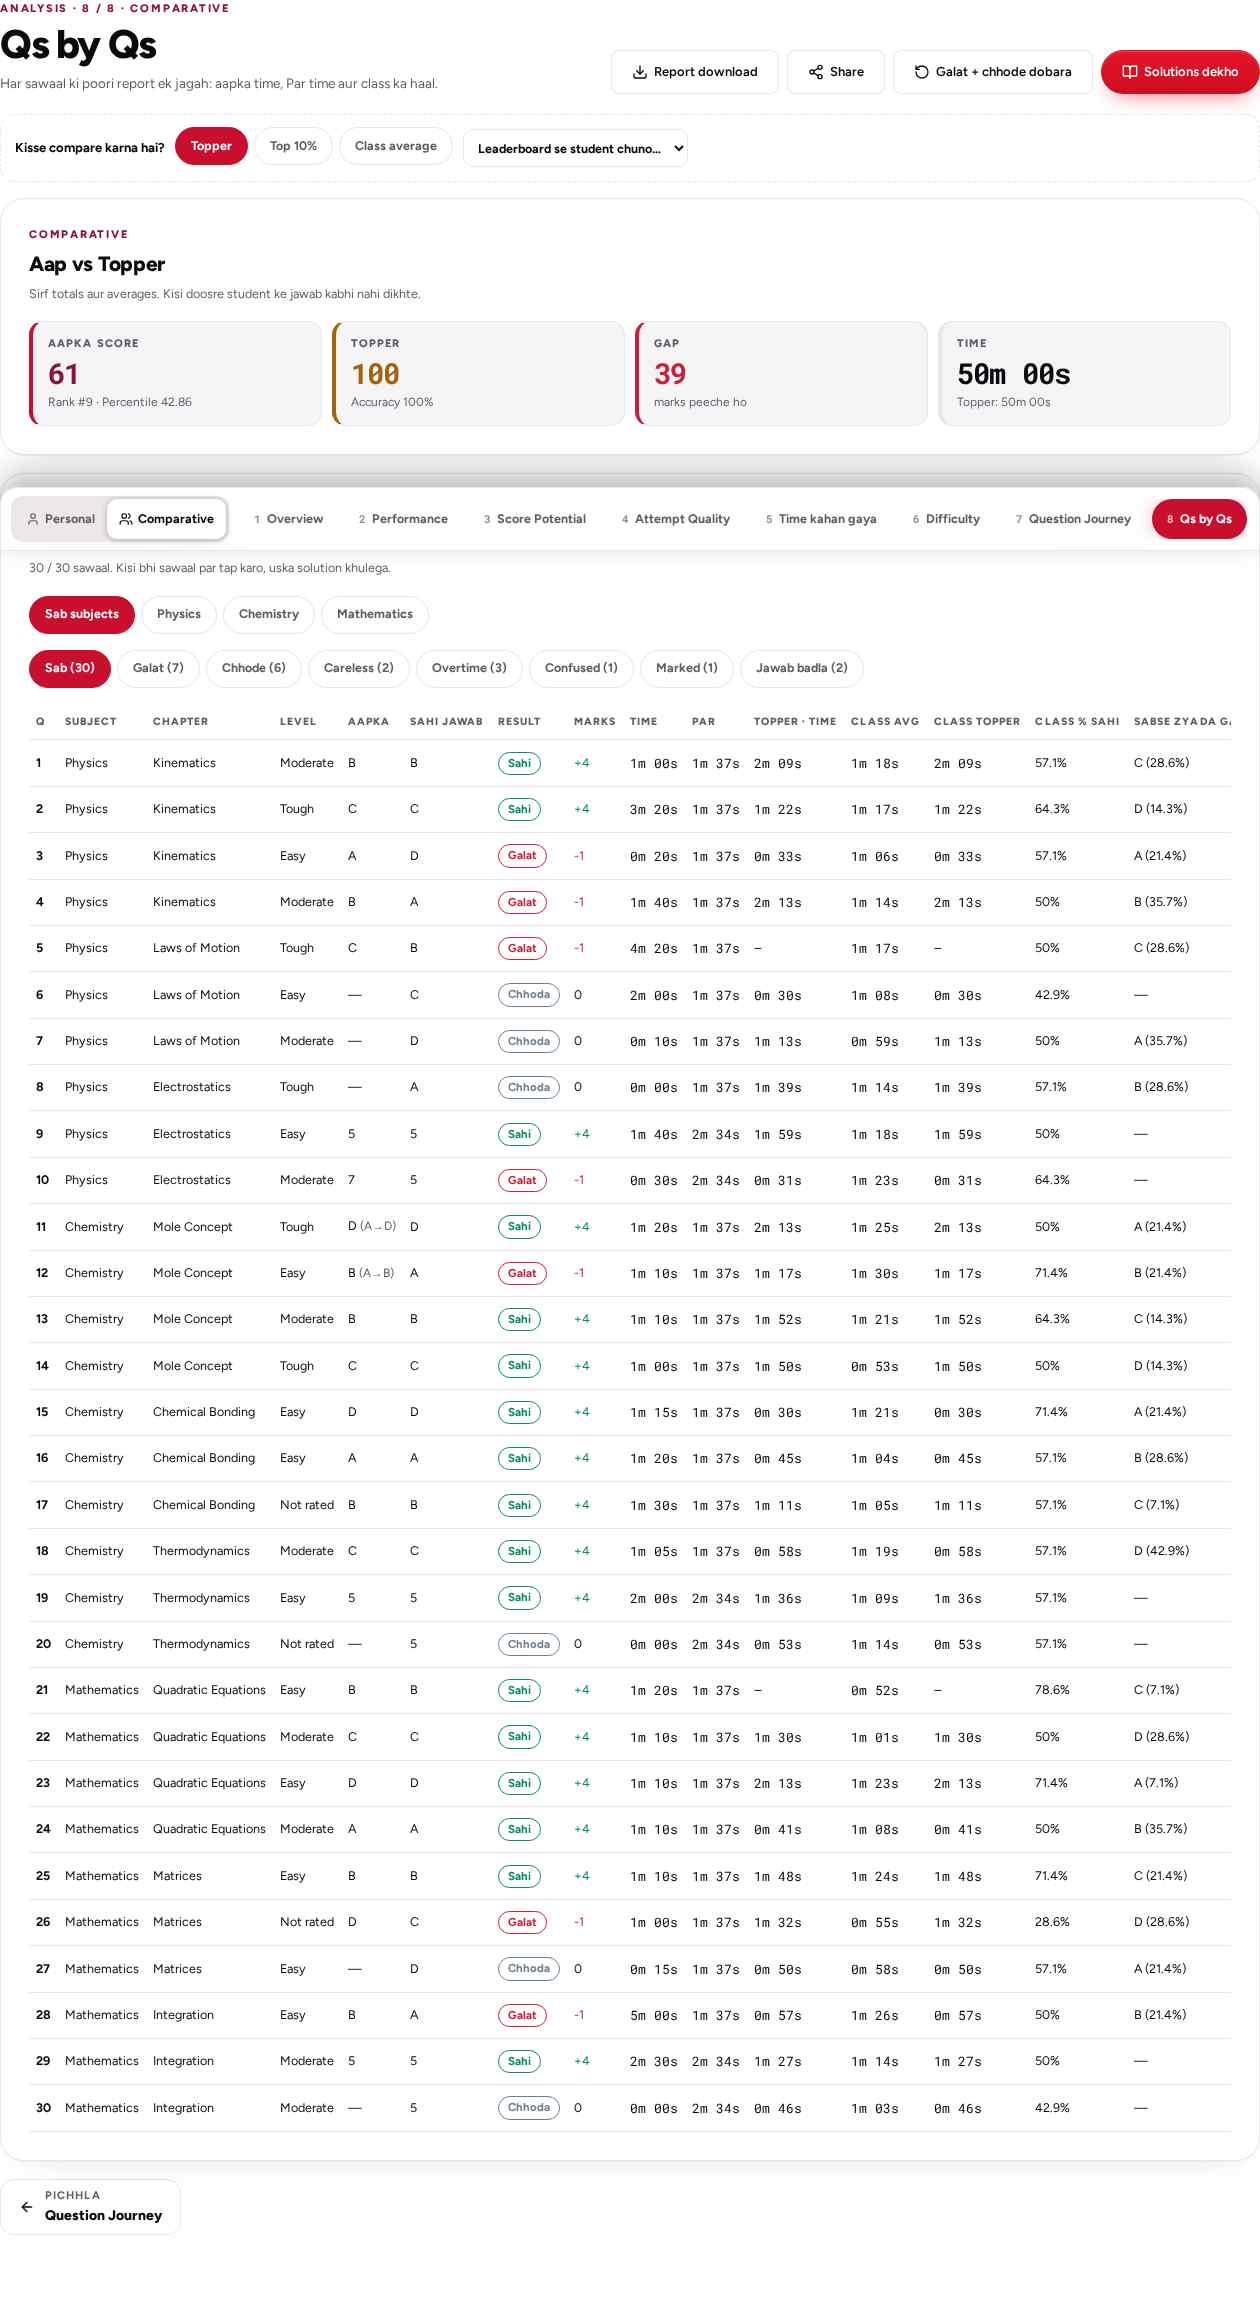 ANALYSIS · 8 / 8 · COMPARATIVE
Qs by Qs
Har sawaal ki poori report ek jagah: aapka time, Par time aur class ka haal.
Report download
Share
Galat + chhode dobara
Solutions dekho
Kisse compare karna hai?
Topper
Top 10%
Class average
Leaderboard se student chuno...
COMPARATIVE
Aap vs Topper
Sirf totals aur averages. Kisi doosre student ke jawab kabhi nahi dikhte.
AAPKA SCORE
61
Rank #9 · Percentile 42.86
TOPPER
100
Accuracy 100%
GAP
39
marks peeche ho
TIME
50m 00s
Topper: 50m 00s
Personal
Comparative
1 Overview
2 Performance
3 Score Potential
4 Attempt Quality
5 Time kahan gaya
6 Difficulty
7 Question Journey
8 Qs by Qs
30 / 30 sawaal. Kisi bhi sawaal par tap karo, uska solution khulega.
Sab subjects Physics Chemistry Mathematics
Sab (30) Galat (7) Chhode (6) Careless (2) Overtime (3) Confused (1) Marked (1) Jawab badla (2)
Q SUBJECT CHAPTER LEVEL AAPKA SAHI JAWAB RESULT MARKS TIME PAR TOPPER · TIME CLASS AVG CLASS TOPPER CLASS % SAHI SABSE ZYADA
1 Physics Kinematics Moderate B B Sahi +4 1m 00s 1m 37s 2m 09s 1m 18s 2m 09s 57.1% C (28.6%)
2 Physics Kinematics Tough C C Sahi +4 3m 20s 1m 37s 1m 22s 1m 17s 1m 22s 64.3% D (14.3%)
3 Physics Kinematics Easy A D Galat -1 0m 20s 1m 37s 0m 33s 1m 06s 0m 33s 57.1% A (21.4%)
4 Physics Kinematics Moderate B A Galat -1 1m 40s 1m 37s 2m 13s 1m 14s 2m 13s 50% B (35.7%)
5 Physics Laws of Motion Tough C B Galat -1 4m 20s 1m 37s – 1m 17s – 50% C (28.6%)
6 Physics Laws of Motion Easy — C Chhoda 0 2m 00s 1m 37s 0m 30s 1m 08s 0m 30s 42.9% —
7 Physics Laws of Motion Moderate — D Chhoda 0 0m 10s 1m 37s 1m 13s 0m 59s 1m 13s 50% A (35.7%)
8 Physics Electrostatics Tough — A Chhoda 0 0m 00s 1m 37s 1m 39s 1m 14s 1m 39s 57.1% B (28.6%)
9 Physics Electrostatics Easy 5 5 Sahi +4 1m 40s 2m 34s 1m 59s 1m 18s 1m 59s 50% —
10 Physics Electrostatics Moderate 7 5 Galat -1 0m 30s 2m 34s 0m 31s 1m 23s 0m 31s 64.3% —
11 Chemistry Mole Concept Tough D (A→D) D Sahi +4 1m 20s 1m 37s 2m 13s 1m 25s 2m 13s 50% A (21.4%)
12 Chemistry Mole Concept Easy B (A→B) A Galat -1 1m 10s 1m 37s 1m 17s 1m 30s 1m 17s 71.4% B (21.4%)
13 Chemistry Mole Concept Moderate B B Sahi +4 1m 10s 1m 37s 1m 52s 1m 21s 1m 52s 64.3% C (14.3%)
14 Chemistry Mole Concept Tough C C Sahi +4 1m 00s 1m 37s 1m 50s 0m 53s 1m 50s 50% D (14.3%)
15 Chemistry Chemical Bonding Easy D D Sahi +4 1m 15s 1m 37s 0m 30s 1m 21s 0m 30s 71.4% A (21.4%)
16 Chemistry Chemical Bonding Easy A A Sahi +4 1m 20s 1m 37s 0m 45s 1m 04s 0m 45s 57.1% B (28.6%)
17 Chemistry Chemical Bonding Not rated B B Sahi +4 1m 30s 1m 37s 1m 11s 1m 05s 1m 11s 57.1% C (7.1%)
18 Chemistry Thermodynamics Moderate C C Sahi +4 1m 05s 1m 37s 0m 58s 1m 19s 0m 58s 57.1% D (42.9%)
19 Chemistry Thermodynamics Easy 5 5 Sahi +4 2m 00s 2m 34s 1m 36s 1m 09s 1m 36s 57.1% —
20 Chemistry Thermodynamics Not rated — 5 Chhoda 0 0m 00s 2m 34s 0m 53s 1m 14s 0m 53s 57.1% —
21 Mathematics Quadratic Equations Easy B B Sahi +4 1m 20s 1m 37s – 0m 52s – 78.6% C (7.1%)
22 Mathematics Quadratic Equations Moderate C C Sahi +4 1m 10s 1m 37s 1m 30s 1m 01s 1m 30s 50% D (28.6%)
23 Mathematics Quadratic Equations Easy D D Sahi +4 1m 10s 1m 37s 2m 13s 1m 23s 2m 13s 71.4% A (7.1%)
24 Mathematics Quadratic Equations Moderate A A Sahi +4 1m 10s 1m 37s 0m 41s 1m 08s 0m 41s 50% B (35.7%)
25 Mathematics Matrices Easy B B Sahi +4 1m 10s 1m 37s 1m 48s 1m 24s 1m 48s 71.4% C (21.4%)
26 Mathematics Matrices Not rated D C Galat -1 1m 00s 1m 37s 1m 32s 0m 55s 1m 32s 28.6% D (28.6%)
27 Mathematics Matrices Easy — D Chhoda 0 0m 15s 1m 37s 0m 50s 0m 58s 0m 50s 57.1% A (21.4%)
28 Mathematics Integration Easy B A Galat -1 5m 00s 1m 37s 0m 57s 1m 26s 0m 57s 50% B (21.4%)
29 Mathematics Integration Moderate 5 5 Sahi +4 2m 30s 2m 34s 1m 27s 1m 14s 1m 27s 50% —
30 Mathematics Integration Moderate — 5 Chhoda 0 0m 00s 2m 34s 0m 46s 1m 03s 0m 46s 42.9% —
PICHHLA
Question Journey